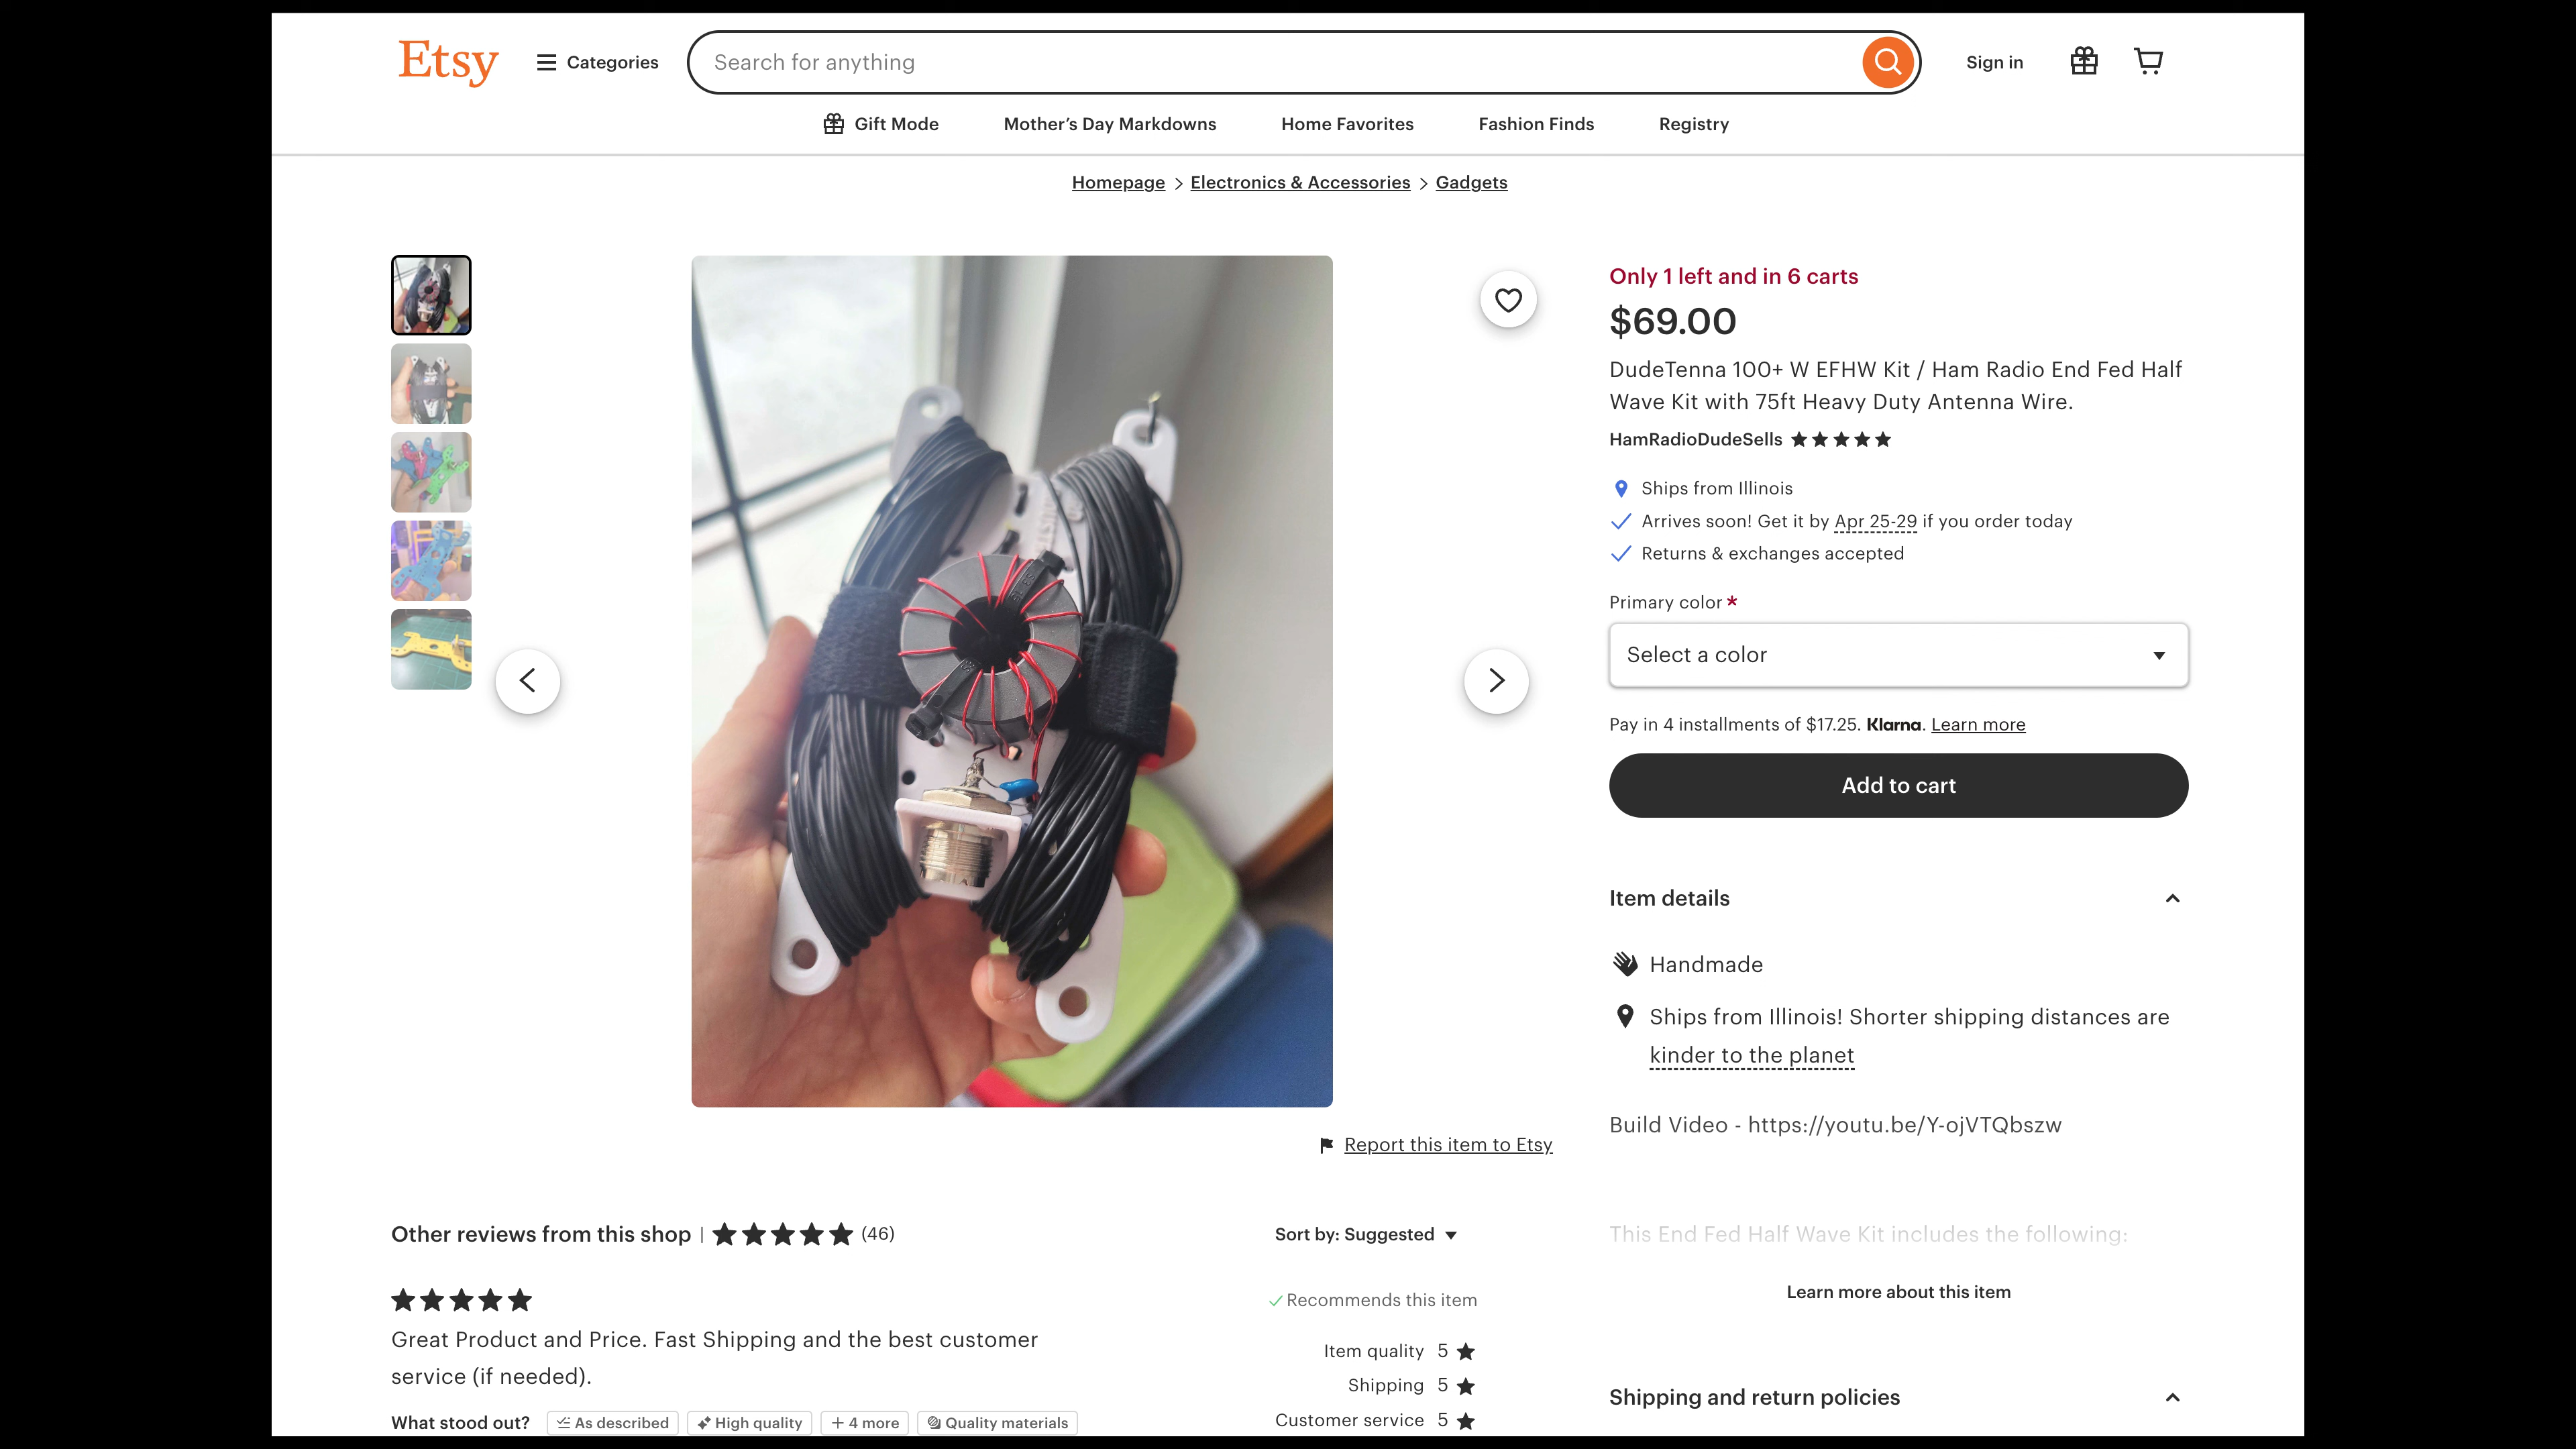 Etsy
Categories
Search for anything
Sign in
Gift Mode
Mother's Day Markdowns
Home Favorites
Fashion Finds
Registry
Homepage > Electronics & Accessories > Gadgets
Only 1 left and in 6 carts
$69.00
DudeTenna 100+ W EFHW Kit / Ham Radio End Fed Half
Wave Kit with 75ft Heavy Duty Antenna Wire.
HamRadioDudeSells
Ships from Illinois
Arrives soon! Get it by Apr 25-29 if you order today
Returns & exchanges accepted
Primary color *
Select a color
Pay in 4 installments of $17.25. Klarna. Learn more
Add to cart
Item details
Handmade
Ships from Illinois! Shorter shipping distances are
kinder to the planet
Build Video - https://youtu.be/Y-ojVTQbszw
This End Fed Half Wave Kit includes the following:
Learn more about this item
Shipping and return policies
Report this item to Etsy
Other reviews from this shop | ★★★★★ (46)
Sort by: Suggested
Recommends this item
Great Product and Price. Fast Shipping and the best customer
service (if needed).
Item quality 5
Shipping 5
Customer service 5
What stood out? As described High quality + 4 more Quality materials